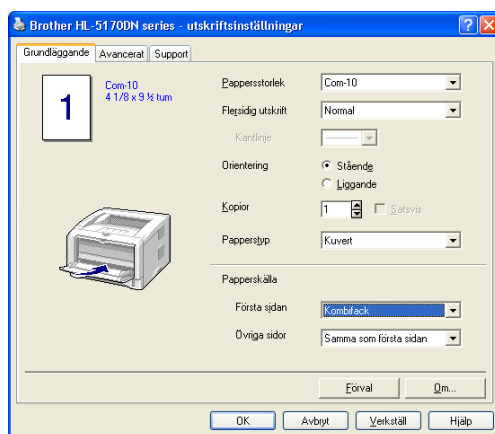 Brother HL-5170DN series - utskriftsinställningar
Grundläggande Avancerat Support
1
Com-10
4 1/8 x 9 ½ tum
Pappersstorlek Com-10
Flersidig utskrift Normal
Kantlinje
Orientering Stående
Liggande
Kopior 1 Satsvis
Papperstyp Kuvert
Papperskälla
Första sidan Kombifack
Övriga sidor Samma som första sidan
Förval Om...
OK Avbryt Verkställ Hjälp